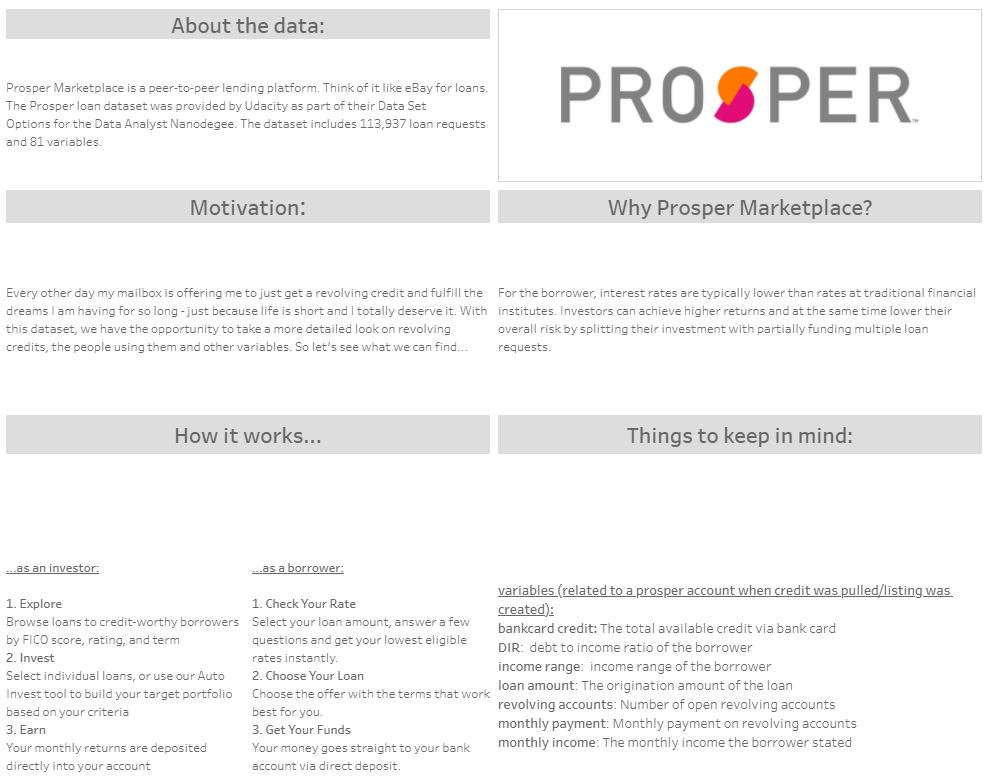 About the data:
Prosper Marketplace is a peer-to-peer lending platform. Think of it like eBay for loans.
The Prosper loan dataset was provided by Udacity as part of their Data Set
Options for the Data Analyst Nanodegee. The dataset includes 113,937 loan requests
and 81 variables.
PROSPER™
Motivation:
Every other day my mailbox is offering me to just get a revolving credit and fulfill the
dreams I am having for so long - just because life is short and I totally deserve it. With
this dataset, we have the opportunity to take a more detailed look on revolving
credits, the people using them and other variables. So let's see what we can find...
Why Prosper Marketplace?
For the borrower, interest rates are typically lower than rates at traditional financial
institutes. Investors can achieve higher returns and at the same time lower their
overall risk by splitting their investment with partially funding multiple loan
requests.
How it works...
...as an investor:
1. Explore
Browse loans to credit-worthy borrowers
by FICO score, rating, and term
2. Invest
Select individual loans, or use our Auto
Invest tool to build your target portfolio
based on your criteria
3. Earn
Your monthly returns are deposited
directly into your account
...as a borrower:
1. Check Your Rate
Select your loan amount, answer a few
questions and get your lowest eligible
rates instantly.
2. Choose Your Loan
Choose the offer with the terms that work
best for you.
3. Get Your Funds
Your money goes straight to your bank
account via direct deposit.
Things to keep in mind:
variables (related to a prosper account when credit was pulled/listing was
created):
bankcard credit: The total available credit via bank card
DIR: debt to income ratio of the borrower
income range: income range of the borrower
loan amount: The origination amount of the loan
revolving accounts: Number of open revolving accounts
monthly payment: Monthly payment on revolving accounts
monthly income: The monthly income the borrower stated